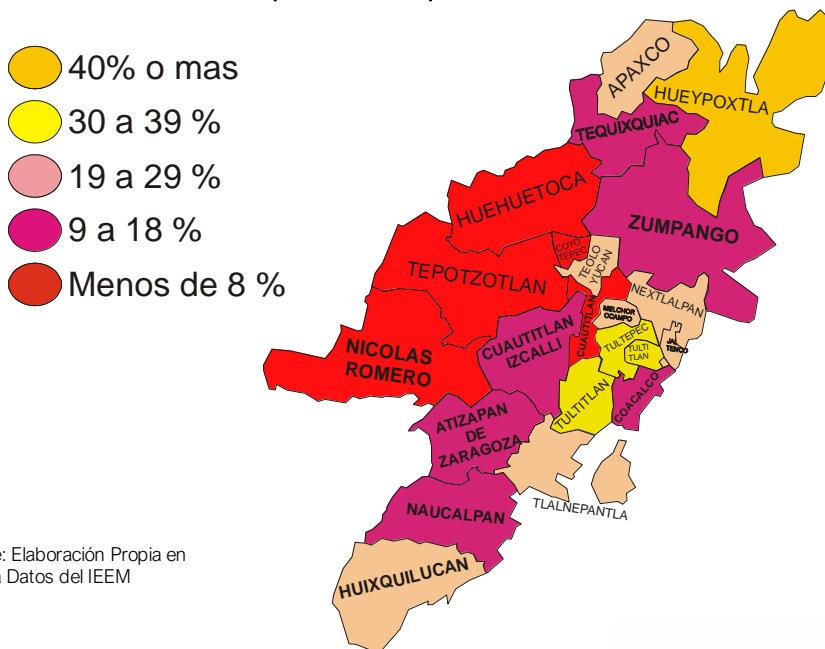 40% o mas
30 a 39 %
19 a 29 %
9 a 18 %
Menos de 8 %
APAXCO
HUEYPOXTLA
TEQUIXQUIAC
HUEHUETOCA
ZUMPANGO
COYO
TEPEC
TEOLO
YUCAN
TEPOTZOTLAN
NEXTLALPAN
MELCHOR
OCAMPO
CUAUTITLAN
CUAUTITLAN
IZCALLI
TULTEPEC
TULTI
TLAN
JAL
TENCO
NICOLAS
ROMERO
TULTITLAN
COACALCO
ATIZAPAN
DE
ZARAGOZA
TLALNEPANTLA
NAUCALPAN
HUIXQUILUCAN
: Elaboración Propia en
Datos del IEEM